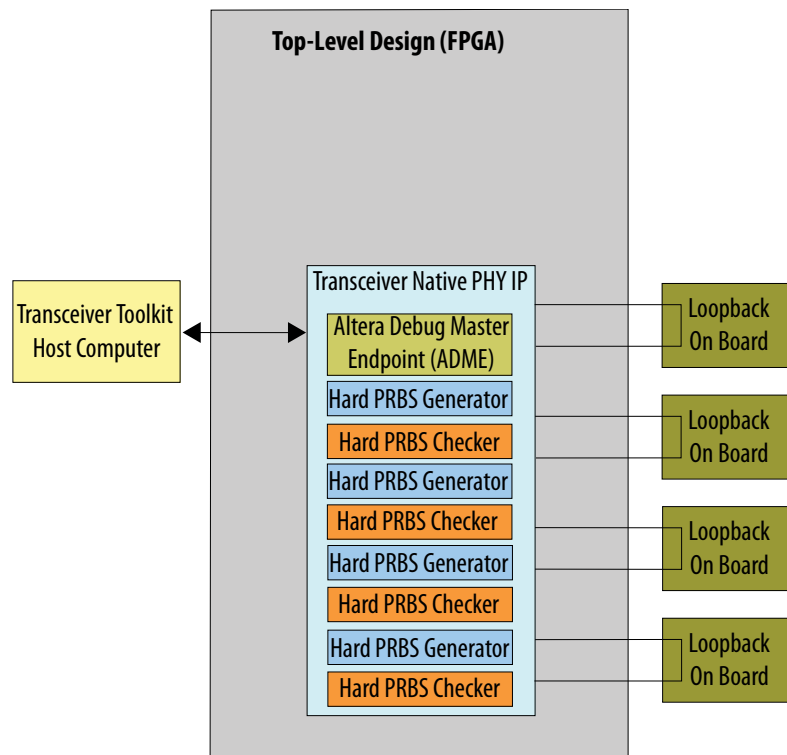 Top-Level Design (FPGA)
Transceiver Toolkit
Host Computer
Transceiver Native PHY IP
Altera Debug Master
Endpoint (ADME)
Hard PRBS Generator
Hard PRBS Checker
Hard PRBS Generator
Hard PRBS Checker
Hard PRBS Generator
Hard PRBS Checker
Hard PRBS Generator
Hard PRBS Checker
Loopback
On Board
Loopback
On Board
Loopback
On Board
Loopback
On Board